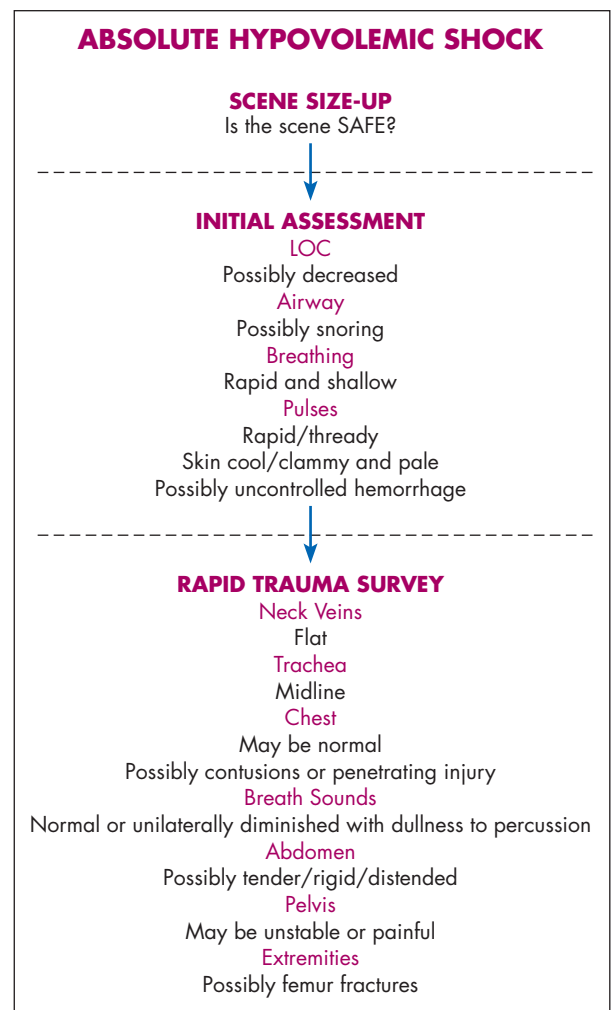 ABSOLUTE HYPOVOLEMIC SHOCK
SCENE SIZE-UP
Is the scene SAFE?
INITIAL ASSESSMENT
LOC
Possibly decreased
Airway
Possibly snoring
Breathing
Rapid and shallow
Pulses
Rapid/thready
Skin cool/clammy and pale
Possibly uncontrolled hemorrhage
RAPID TRAUMA SURVEY
Neck Veins
Flat
Trachea
Midline
Chest
May be normal
Possibly contusions or penetrating injury
Breath Sounds
Normal or unilaterally diminished with dullness to percussion
Abdomen
Possibly tender/rigid/distended
Pelvis
May be unstable or painful
Extremities
Possibly femur fractures